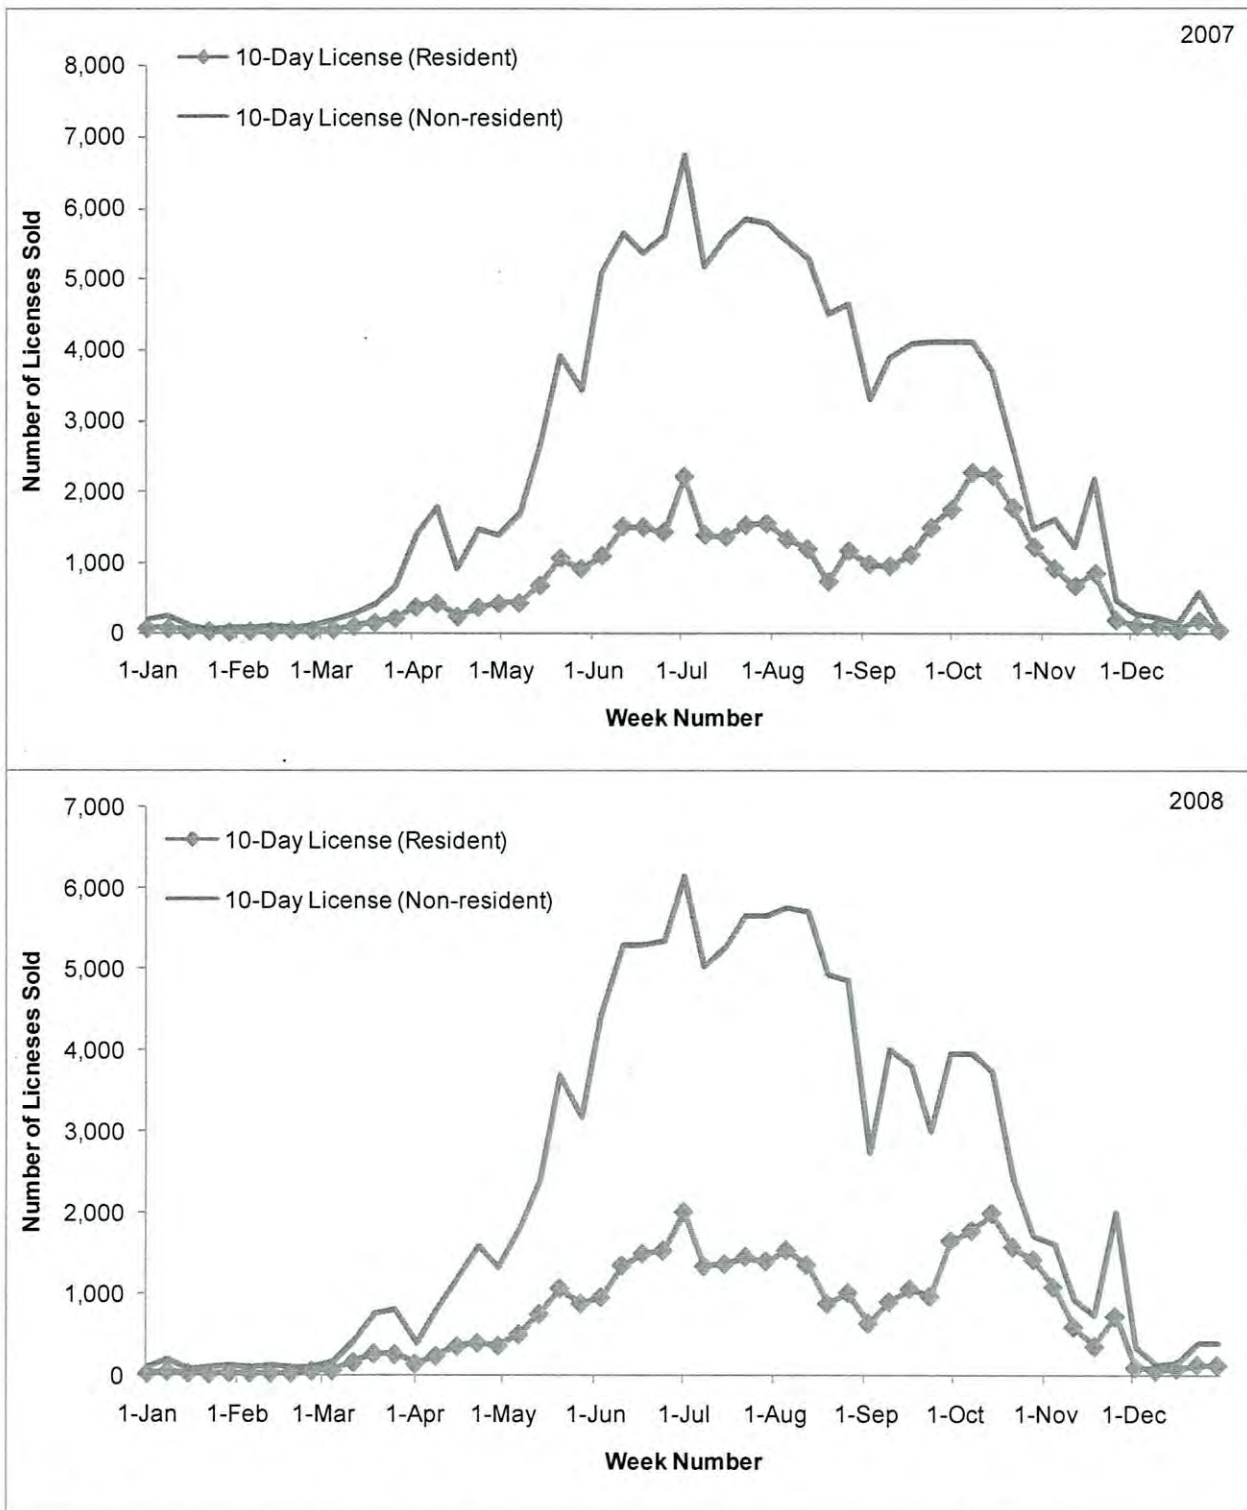 2007
10-Day License (Resident)
10-Day License (Non-resident)
8,000
7,000
6,000
5,000
4,000
3,000
2,000
1,000
0
Number of Licenses Sold
1-Jan 1-Feb 1-Mar 1-Apr 1-May 1-Jun 1-Jul 1-Aug 1-Sep 1-Oct 1-Nov 1-Dec
Week Number
2008
10-Day License (Resident)
10-Day License (Non-resident)
7,000
6,000
5,000
4,000
3,000
2,000
1,000
0
Number of Licneses Sold
1-Jan 1-Feb 1-Mar 1-Apr 1-May 1-Jun 1-Jul 1-Aug 1-Sep 1-Oct 1-Nov 1-Dec
Week Number